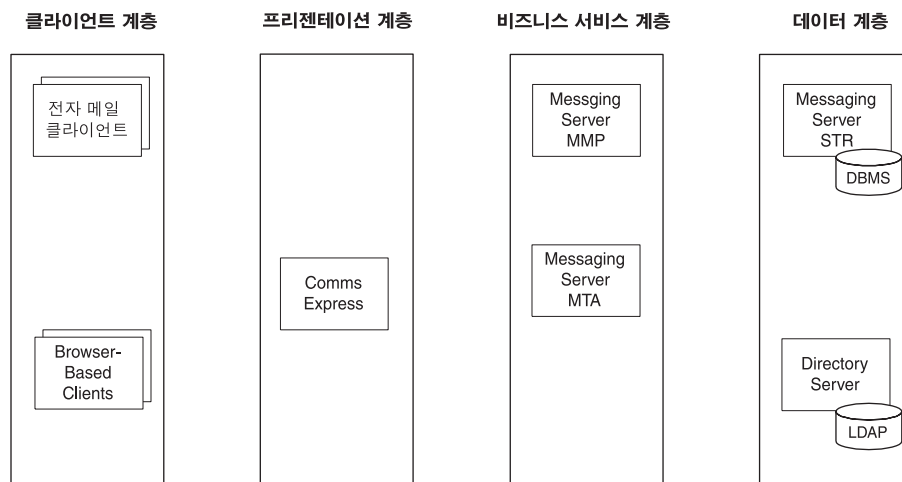 클라이언트 계층
프리젠테이션 계층
비즈니스 서비스 계층
데이터 계층
전자 메일
클라이언트
Browser-
Based
Clients
Comms
Express
Messging
Server
MMP
Messaging
Server
MTA
Messaging
Server
STR
DBMS
Directory
Server
LDAP